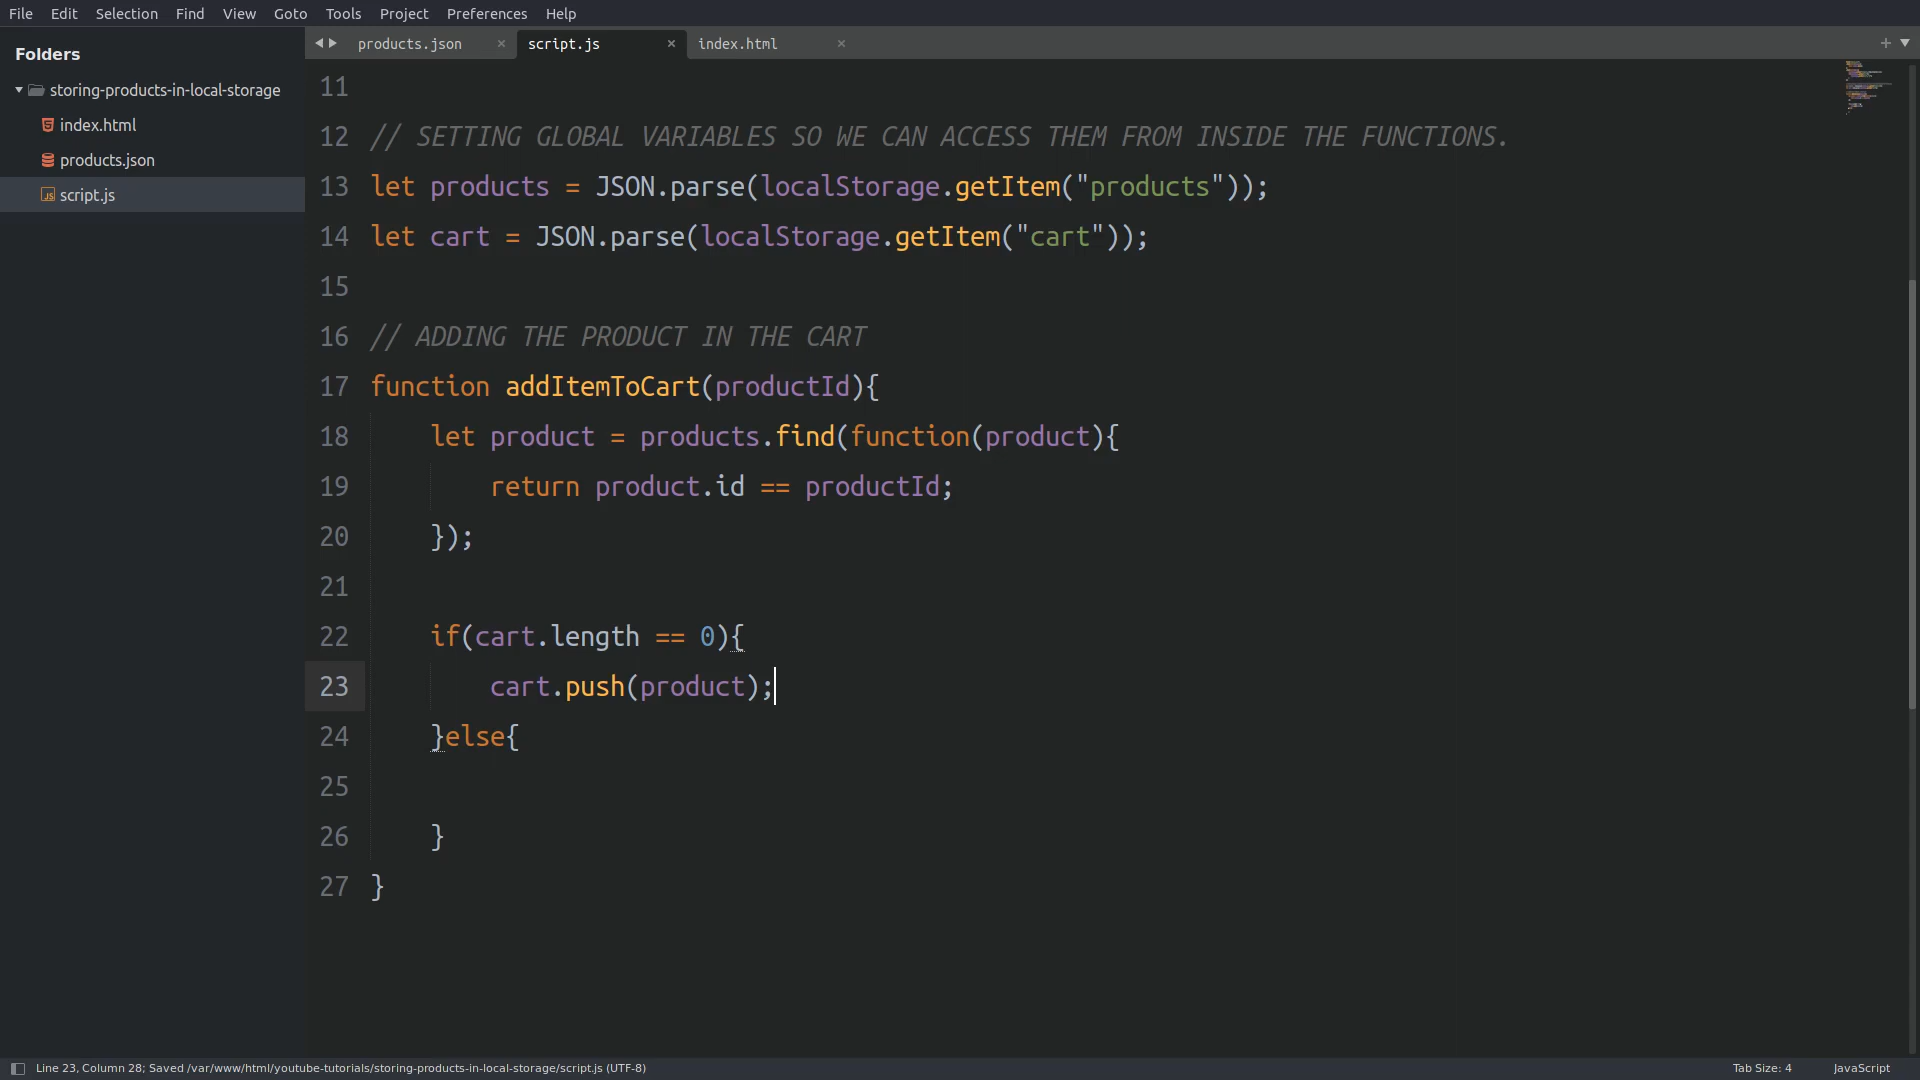 File Edit Selection Find View Goto Tools Project Preferences Help
Folders
storing-products-in-local-storage
index.html
products.json
script.js
products.json × script.js × index.html × +
11
12 // SETTING GLOBAL VARIABLES SO WE CAN ACCESS THEM FROM INSIDE THE FUNCTIONS.
13 let products = JSON.parse(localStorage.getItem("products"));
14 let cart = JSON.parse(localStorage.getItem("cart"));
15
16 // ADDING THE PRODUCT IN THE CART
17 function addItemToCart(productId){
18 let product = products.find(function(product){
19 return product.id == productId;
20 });
21
22 if(cart.length == 0){
23 cart.push(product);
24 }else{
25
26 }
27 }
Line 23, Column 28; Saved /var/www/html/youtube-tutorials/storing-products-in-local-storage/script.js (UTF-8) Tab Size: 4 JavaScript